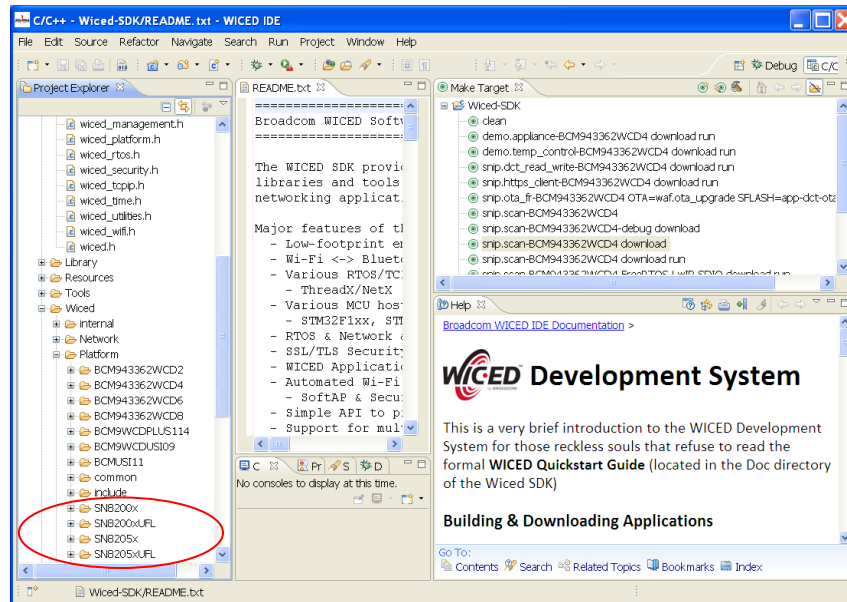 C/C++ - Wiced-SDK/README.txt - WICED IDE
File Edit Source Refactor Navigate Search Run Project Window Help
Debug C/C
Project Explorer
wiced_management.h
wiced_platform.h
wiced_rtos.h
wiced_security.h
wiced_tcpip.h
wiced_time.h
wiced_utilities.h
wiced_wifi.h
wiced.h
Library
Resources
Tools
Wiced
internal
Network
Platform
BCM943362WCD2
BCM943362WCD4
BCM943362WCD6
BCM943362WCD8
BCM9WCDPLUS114
BCM9WCDUSI09
BCMUSI11
common
include
SN8200x
SN8200xUFL
SN8205x
SN8205xUFL
README.txt
======================
Broadcom WICED Softw
======================
The WICED SDK provid
libraries and tools
networking applicat
Major features of th
- Low-footprint em
- Wi-Fi <-> Blueto
- Various RTOS/TCP
- ThreadX/NetX
- Various MCU host
- STM32F1xx, STM
- RTOS & Network a
- SSL/TLS Security
- WICED Applicatio
- Automated Wi-Fi
- SoftAP & Secu
- Simple API to p
- Support for mul
C Pr S D
No consoles to display at this time.
Make Target
Wiced-SDK
clean
demo.appliance-BCM943362WCD4 download run
demo.temp_control-BCM943362WCD4 download run
snip.dct_read_write-BCM943362WCD4 download run
snip.https_client-BCM943362WCD4 download run
snip.ota_fr-BCM943362WCD4 OTA=waf.ota_upgrade SFLASH=app-dct-ota
snip.scan-BCM943362WCD4
snip.scan-BCM943362WCD4-debug download
snip.scan-BCM943362WCD4 download
snip.scan-BCM943362WCD4 download run
snip.scan-BCM943362WCD4-FreeRTOS-LwIP-SDIO download run
Help
Broadcom WICED IDE Documentation >
WICED Development System
This is a very brief introduction to the WICED Development
System for those reckless souls that refuse to read the
formal WICED Quickstart Guide (located in the Doc directory
of the Wiced SDK)
Building & Downloading Applications
Go To:
Contents Search Related Topics Bookmarks Index
Wiced-SDK/README.txt